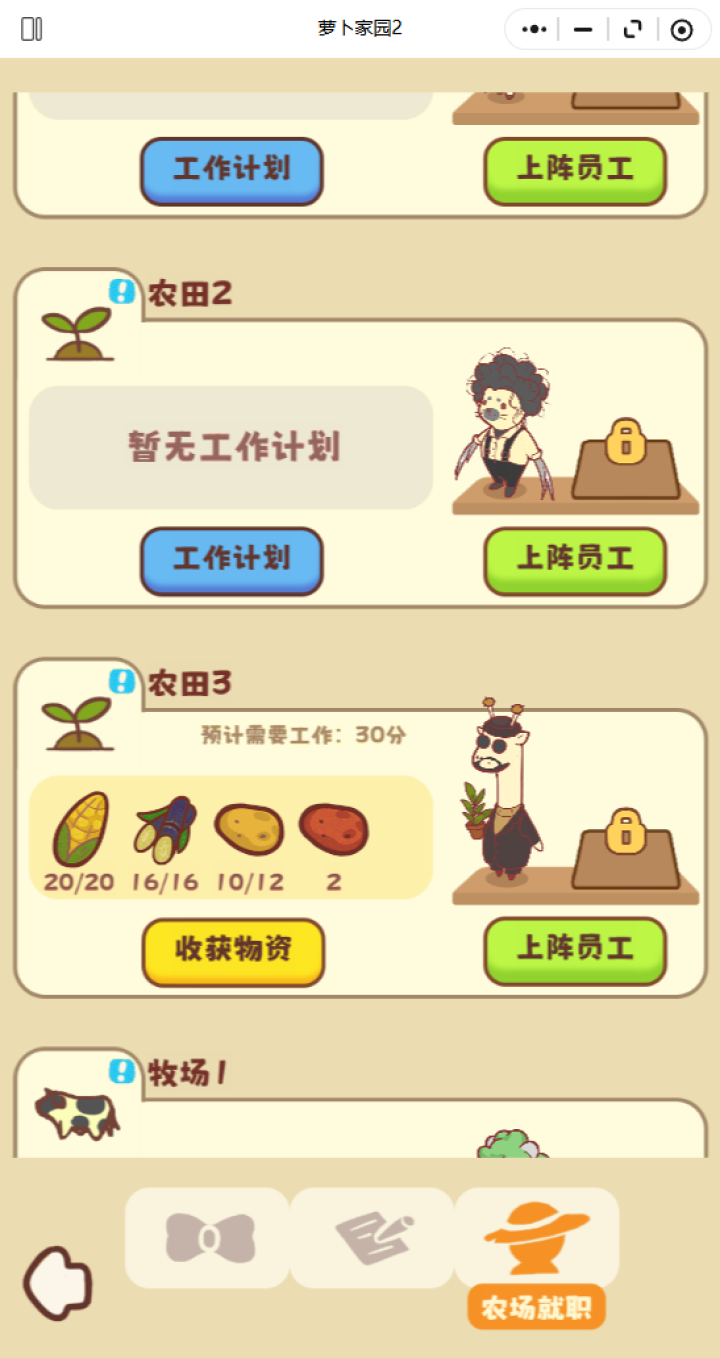 萝卜家园2
工作计划
上阵员工
农田2
暂无工作计划
工作计划
上阵员工
农田3
预计需要工作：30分
20/20 16/16 10/12 2
收获物资
上阵员工
牧场1
农场就职